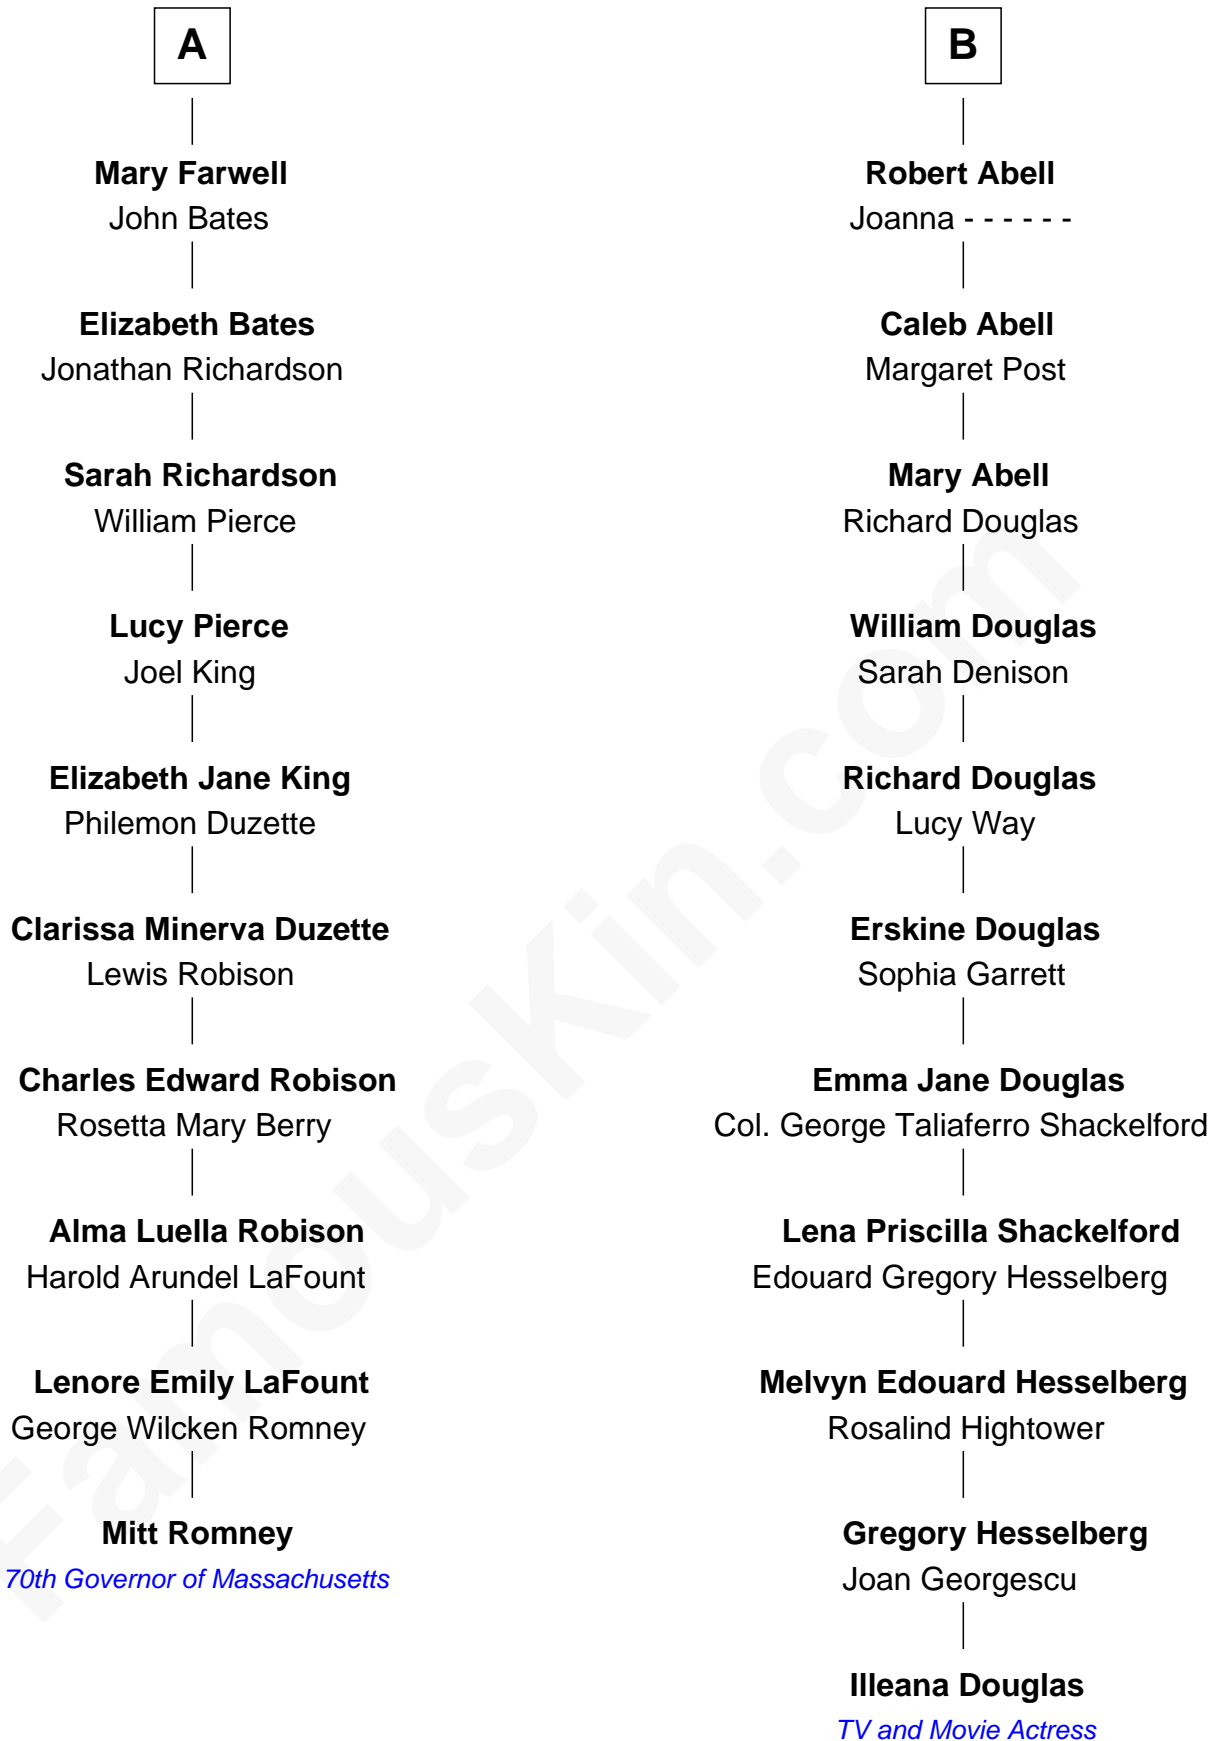 A
Mary Farwell
John Bates
Elizabeth Bates
Jonathan Richardson
Sarah Richardson
William Pierce
Lucy Pierce
Joel King
Elizabeth Jane King
Philemon Duzette
Clarissa Minerva Duzette
Lewis Robison
Charles Edward Robison
Rosetta Mary Berry
Alma Luella Robison
Harold Arundel LaFount
Lenore Emily LaFount
George Wilcken Romney
Mitt Romney
70th Governor of Massachusetts
B
Robert Abell
Joanna - - - - - -
Caleb Abell
Margaret Post
Mary Abell
Richard Douglas
William Douglas
Sarah Denison
Richard Douglas
Lucy Way
Erskine Douglas
Sophia Garrett
Emma Jane Douglas
Col. George Taliaferro Shackelford
Lena Priscilla Shackelford
Edouard Gregory Hesselberg
Melvyn Edouard Hesselberg
Rosalind Hightower
Gregory Hesselberg
Joan Georgescu
Illeana Douglas
TV and Movie Actress
FamousKin.com